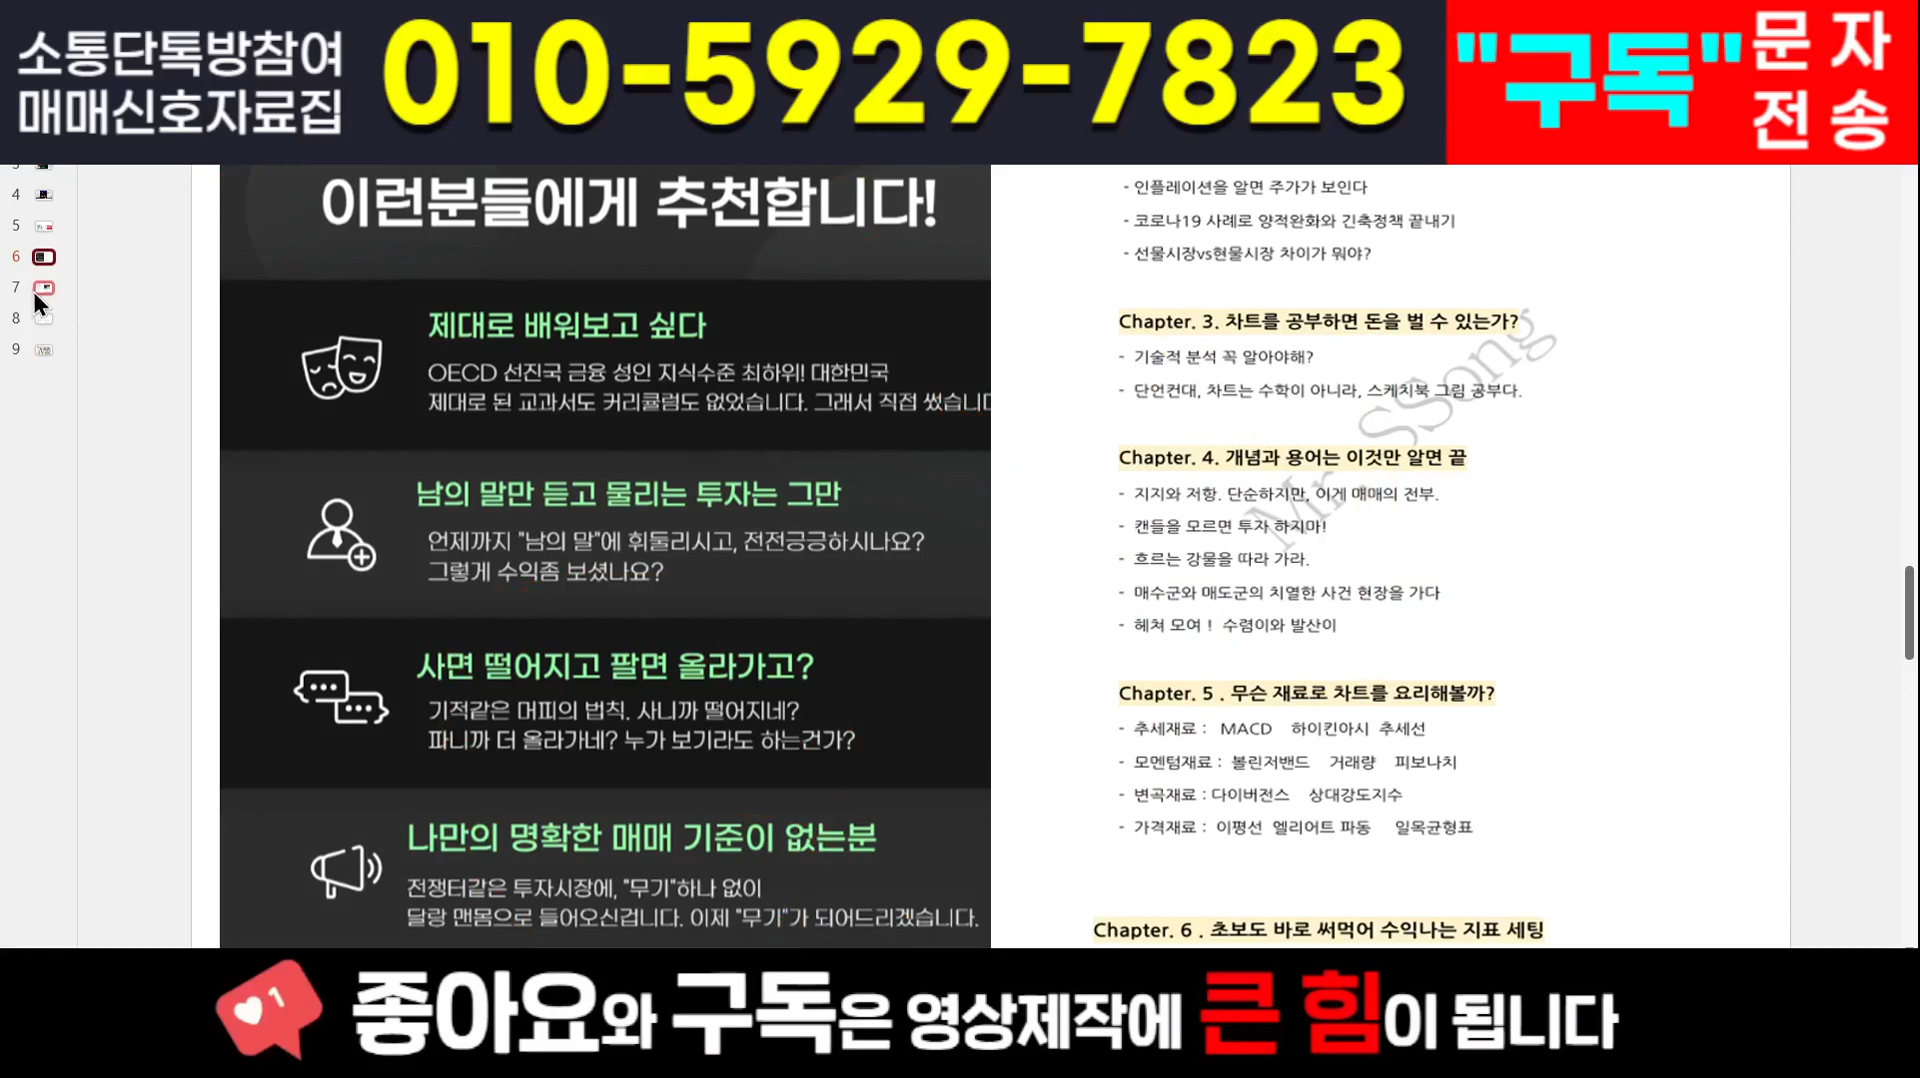 소통단톡방참여
매매신호자료집
010-5929-7823
"구독"
문자
전송
4
5
6
7
8
9
이런분들에게 추천합니다!
제대로 배워보고 싶다
OECD 선진국 금융 성인 지식수준 최하위! 대한민국
제대로 된 교과서도 커리큘럼도 없었습니다. 그래서 직접 썼습니다
남의 말만 듣고 물리는 투자는 그만
언제까지 "남의 말"에 휘둘리시고, 전전긍긍하시나요?
그렇게 수익좀 보셨나요?
사면 떨어지고 팔면 올라가고?
기적같은 머피의 법칙. 사니까 떨어지네?
파니까 더 올라가네? 누가 보기라도 하는건가?
나만의 명확한 매매 기준이 없는분
전쟁터같은 투자시장에, "무기"하나 없이
달랑 맨몸으로 들어오신겁니다. 이제 "무기"가 되어드리겠습니다.
- 인플레이션을 알면 주가가 보인다
- 코로나19 사례로 양적완화와 긴축정책 끝내기
- 선물시장vs현물시장 차이가 뭐야?
Chapter. 3. 차트를 공부하면 돈을 벌 수 있는가?
- 기술적 분석 꼭 알아야해?
- 단언컨대, 차트는 수학이 아니라, 스케치북 그림 공부다.
Chapter. 4. 개념과 용어는 이것만 알면 끝
- 지지와 저항. 단순하지만, 이게 매매의 전부.
- 캔들을 모르면 투자 하지마!
- 흐르는 강물을 따라 가라.
- 매수군와 매도군의 치열한 사건 현장을 가다
- 헤쳐 모여 ! 수렴이와 발산이
Chapter. 5 . 무슨 재료로 차트를 요리해볼까?
- 추세재료 : MACD 하이킨아시 추세선
- 모멘텀재료 : 볼린저밴드 거래량 피보나치
- 변곡재료 : 다이버전스 상대강도지수
- 가격재료 : 이평선 엘리어트 파동 일목균형표
Chapter. 6 . 초보도 바로 써먹어 수익나는 지표 세팅
Mr. SSong
1
좋아요와 구독은 영상제작에 큰 힘이 됩니다